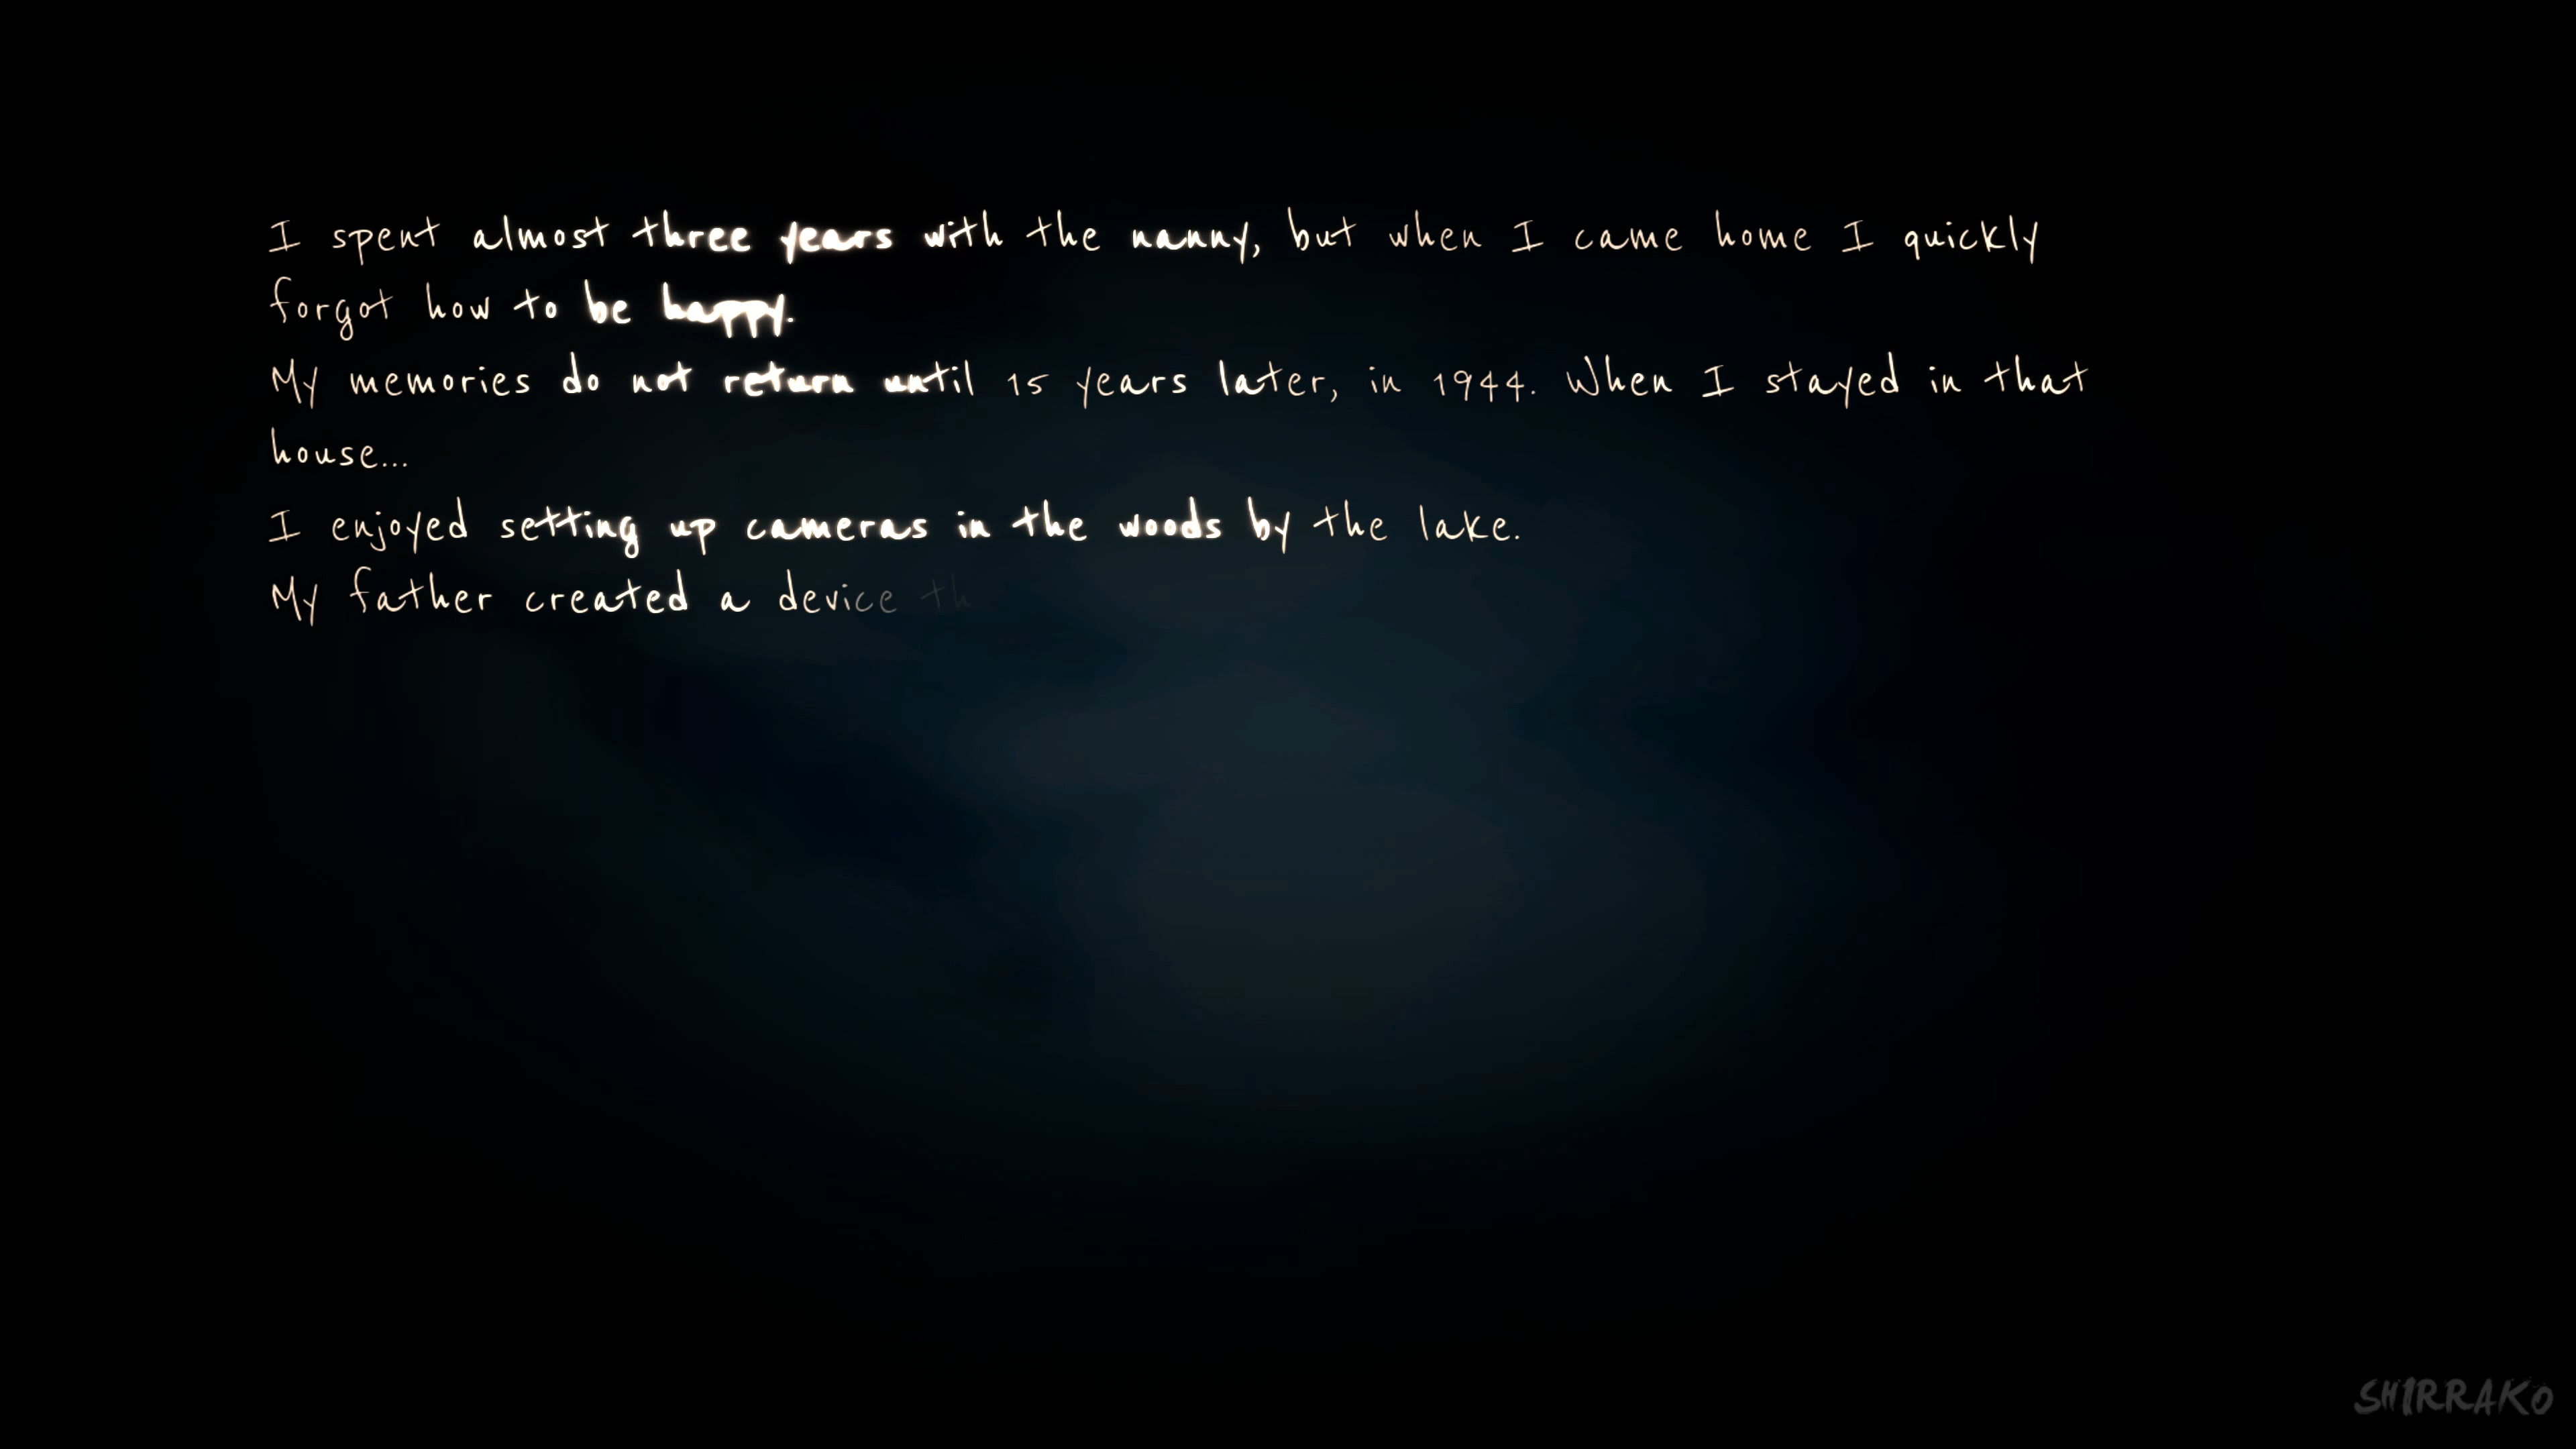 I spent almost three years with the nanny, but when I came home I quickly
forgot how to be happy.
My memories do not return until 15 years later, in 1944. When I stayed in that
house...
I enjoyed setting up cameras in the woods by the lake.
My father created a device th
SHIRRAKO